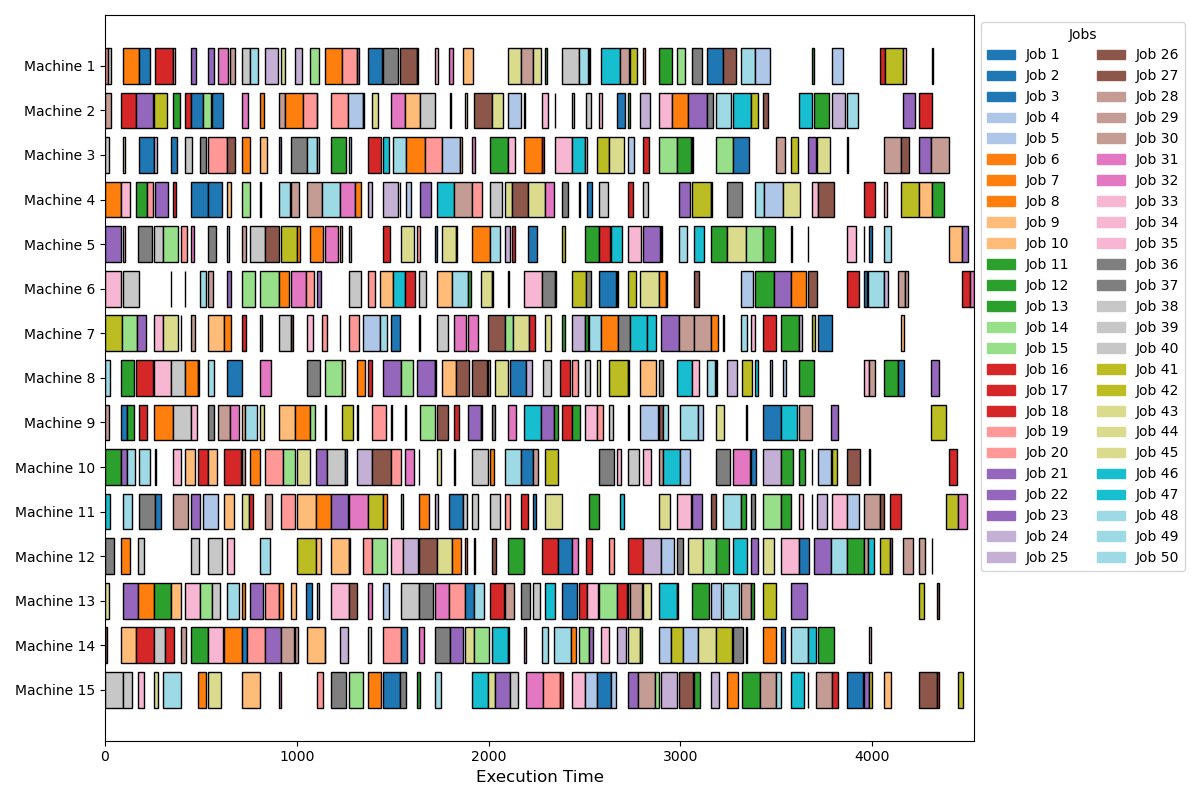 Machine 1
Machine 2
Machine 3
Machine 4
Machine 5
Machine 6
Machine 7
Machine 8
Machine 9
Machine 10
Machine 11
Machine 12
Machine 13
Machine 14
Machine 15
0 1000 2000 3000 4000
Execution Time
Jobs
Job 1
Job 2
Job 3
Job 4
Job 5
Job 6
Job 7
Job 8
Job 9
Job 10
Job 11
Job 12
Job 13
Job 14
Job 15
Job 16
Job 17
Job 18
Job 19
Job 20
Job 21
Job 22
Job 23
Job 24
Job 25
Job 26
Job 27
Job 28
Job 29
Job 30
Job 31
Job 32
Job 33
Job 34
Job 35
Job 36
Job 37
Job 38
Job 39
Job 40
Job 41
Job 42
Job 43
Job 44
Job 45
Job 46
Job 47
Job 48
Job 49
Job 50